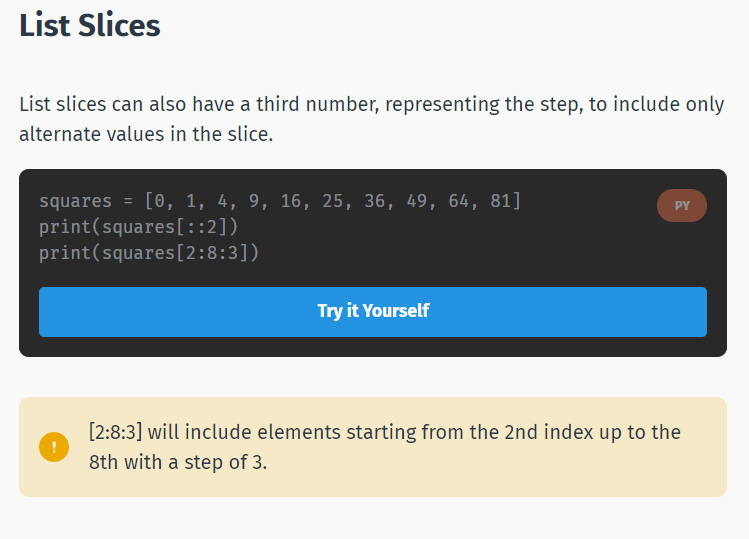 List Slices
List slices can also have a third number, representing the step, to include only
alternate values in the slice.
squares = [0, 1, 4, 9, 16, 25, 36, 49, 64, 81]
PY
print(squares[::2])
print(squares[2:8:3])
Try it Yourself
!
[2:8:3] will include elements starting from the 2nd index up to the
8th with a step of 3.